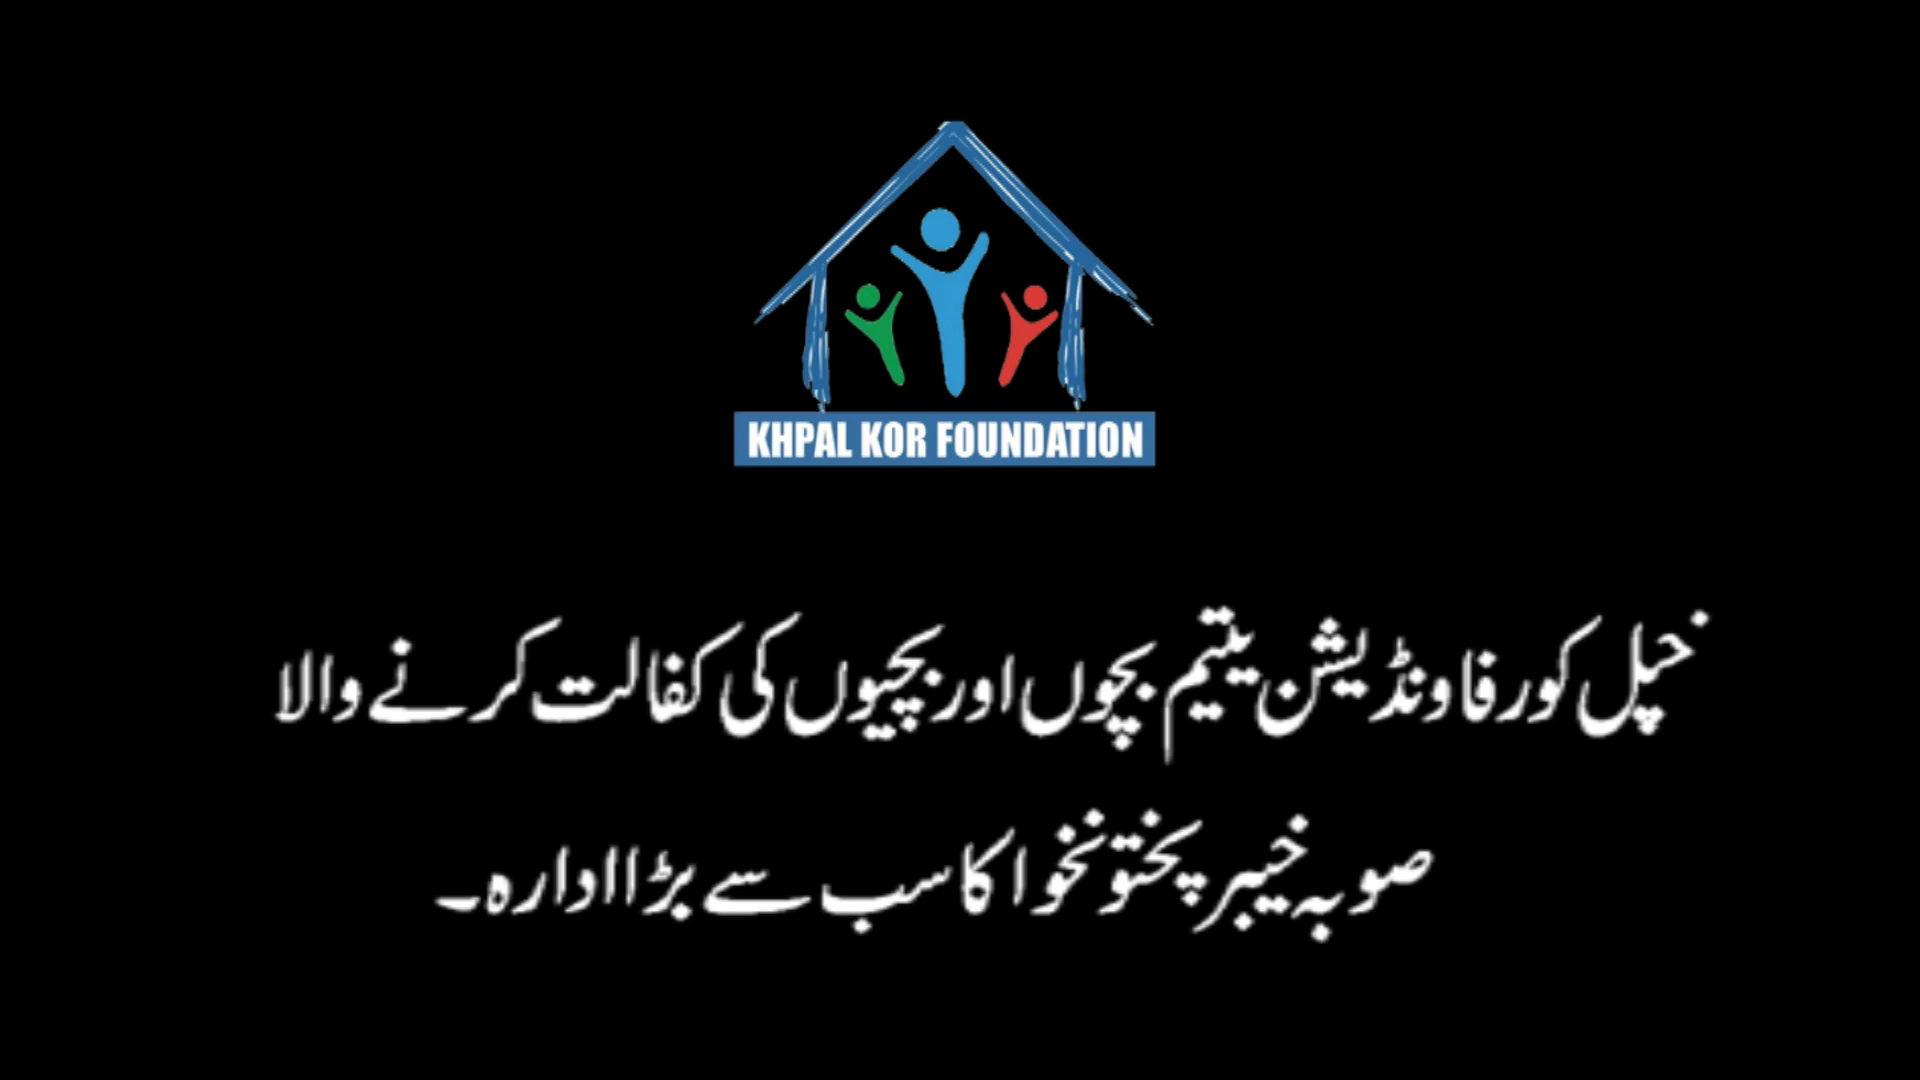 KHPAL KOR FOUNDATION
خپل کور فاونڈیشن یتیم بچوں اور بچیوں کی کفالت کرنے والا
صوبہ خیبر پختونخوا کا سب سے بڑا ادارہ۔